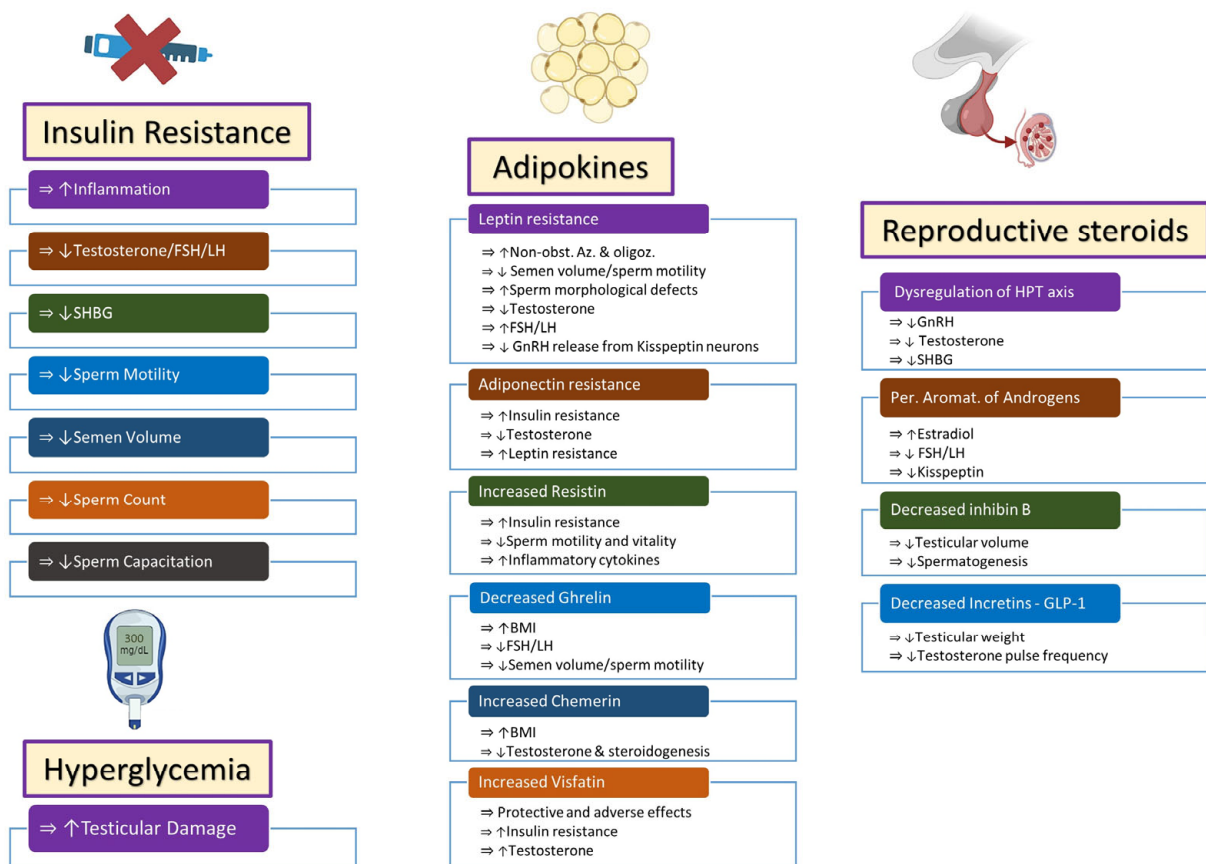 Insulin Resistance
⇒ ↑Inflammation
⇒ ↓Testosterone/FSH/LH
⇒ ↓SHBG
⇒ ↓Sperm Motility
⇒ ↓Semen Volume
⇒ ↓Sperm Count
⇒ ↓Sperm Capacitation
300
mg/dL
Hyperglycemia
⇒ ↑Testicular Damage
Adipokines
Leptin resistance
⇒ ↑Non-obst. Az. & oligoz.
⇒ ↓ Semen volume/sperm motility
⇒ ↑Sperm morphological defects
⇒ ↓Testosterone
⇒ ↑FSH/LH
⇒ ↓ GnRH release from Kisspeptin neurons
Adiponectin resistance
⇒ ↑Insulin resistance
⇒ ↓Testosterone
⇒ ↑Leptin resistance
Increased Resistin
⇒ ↑Insulin resistance
⇒ ↓Sperm motility and vitality
⇒ ↑Inflammatory cytokines
Decreased Ghrelin
⇒ ↑BMI
⇒ ↓FSH/LH
⇒ ↓Semen volume/sperm motility
Increased Chemerin
⇒ ↑BMI
⇒ ↓Testosterone & steroidogenesis
Increased Visfatin
⇒ Protective and adverse effects
⇒ ↑Insulin resistance
⇒ ↑Testosterone
Reproductive steroids
Dysregulation of HPT axis
⇒ ↓GnRH
⇒ ↓ Testosterone
⇒ ↓SHBG
Per. Aromat. of Androgens
⇒ ↑Estradiol
⇒ ↓ FSH/LH
⇒ ↓Kisspeptin
Decreased inhibin B
⇒ ↓Testicular volume
⇒ ↓Spermatogenesis
Decreased Incretins - GLP-1
⇒ ↓Testicular weight
⇒ ↓Testosterone pulse frequency